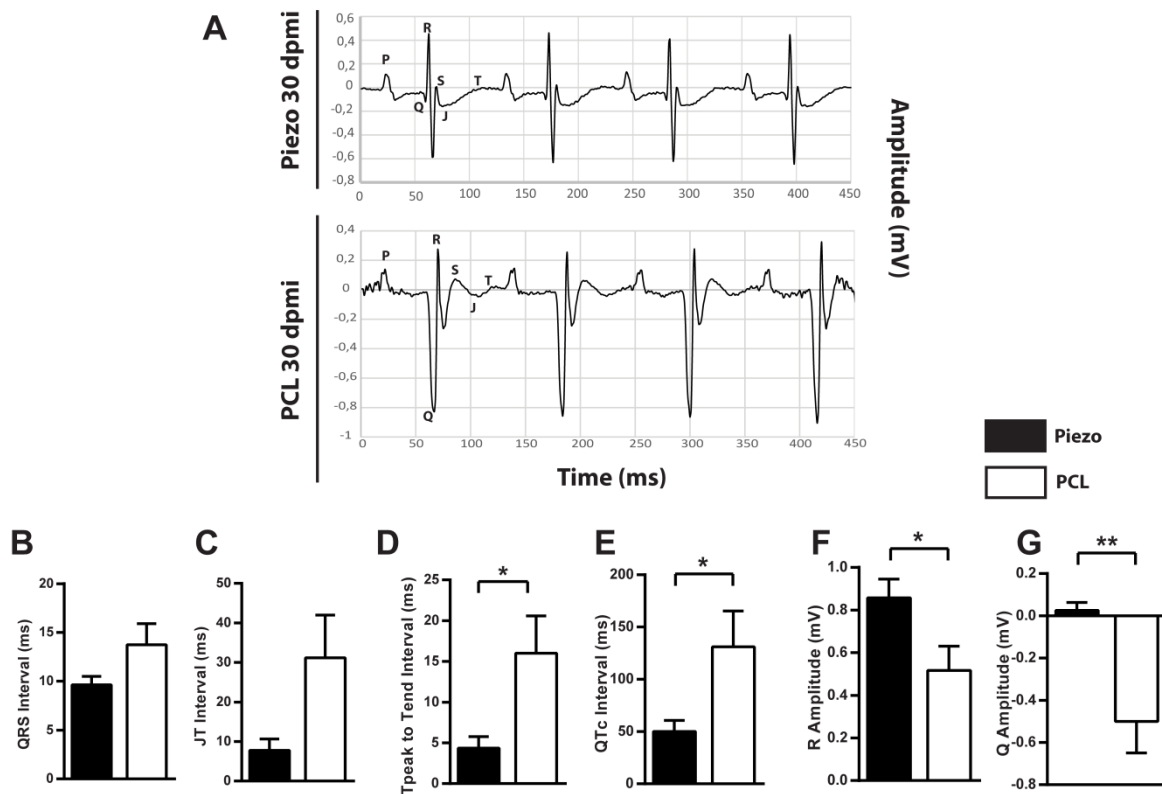 A
Piezo 30 dpmi
0,6
0,4
0,2
0
-0,2
-0,4
-0,6
-0,8
P
R
Q
S
J
T
0 50 100 150 200 250 300 350 400 450
Amplitude (mV)
PCL 30 dpmi
0,4
0,2
0
-0,2
-0,4
-0,6
-0,8
-1
P
R
S
J
T
Q
0 50 100 150 200 250 300 350 400 450
Time (ms)
Piezo
PCL
B
QRS Interval (ms)
20
15
10
5
0
C
JT Interval (ms)
50
40
30
20
10
0
D
Tpeak to Tend Interval (ms)
25
20
15
10
5
0
*
E
QTc Interval (ms)
200
150
100
50
0
*
F
R Amplitude (mV)
1.0
0.8
0.6
0.4
0.2
0.0
*
G
Q Amplitude (mV)
0.2
0.0
-0.2
-0.4
-0.6
-0.8
**